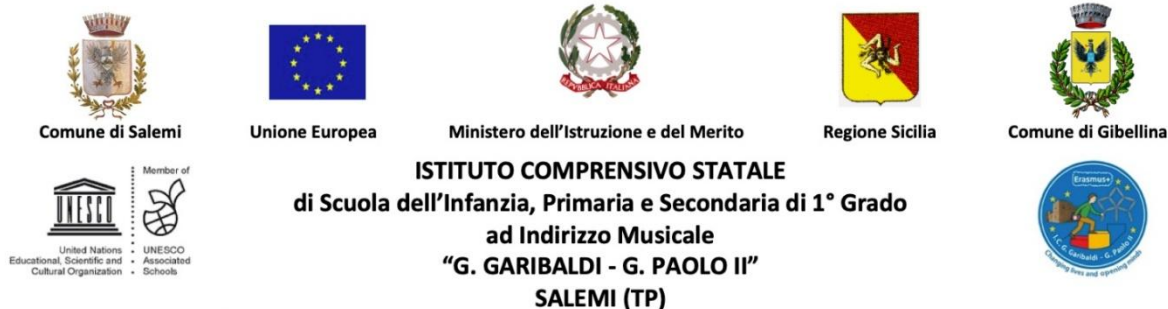 REPVBBLICA ITALIANA
Comune di Salemi
Unione Europea
Ministero dell'Istruzione e del Merito
Regione Sicilia
Comune di Gibellina
Member of
UNESCO
United Nations
Educational, Scientific and
Cultural Organization
UNESCO
Associated
Schools
ISTITUTO COMPRENSIVO STATALE
di Scuola dell'Infanzia, Primaria e Secondaria di 1° Grado
ad Indirizzo Musicale
“G. GARIBALDI - G. PAOLO II”
SALEMI (TP)
Erasmus+
I.C. G. Garibaldi - G. Paolo II
Changing lives and opening minds